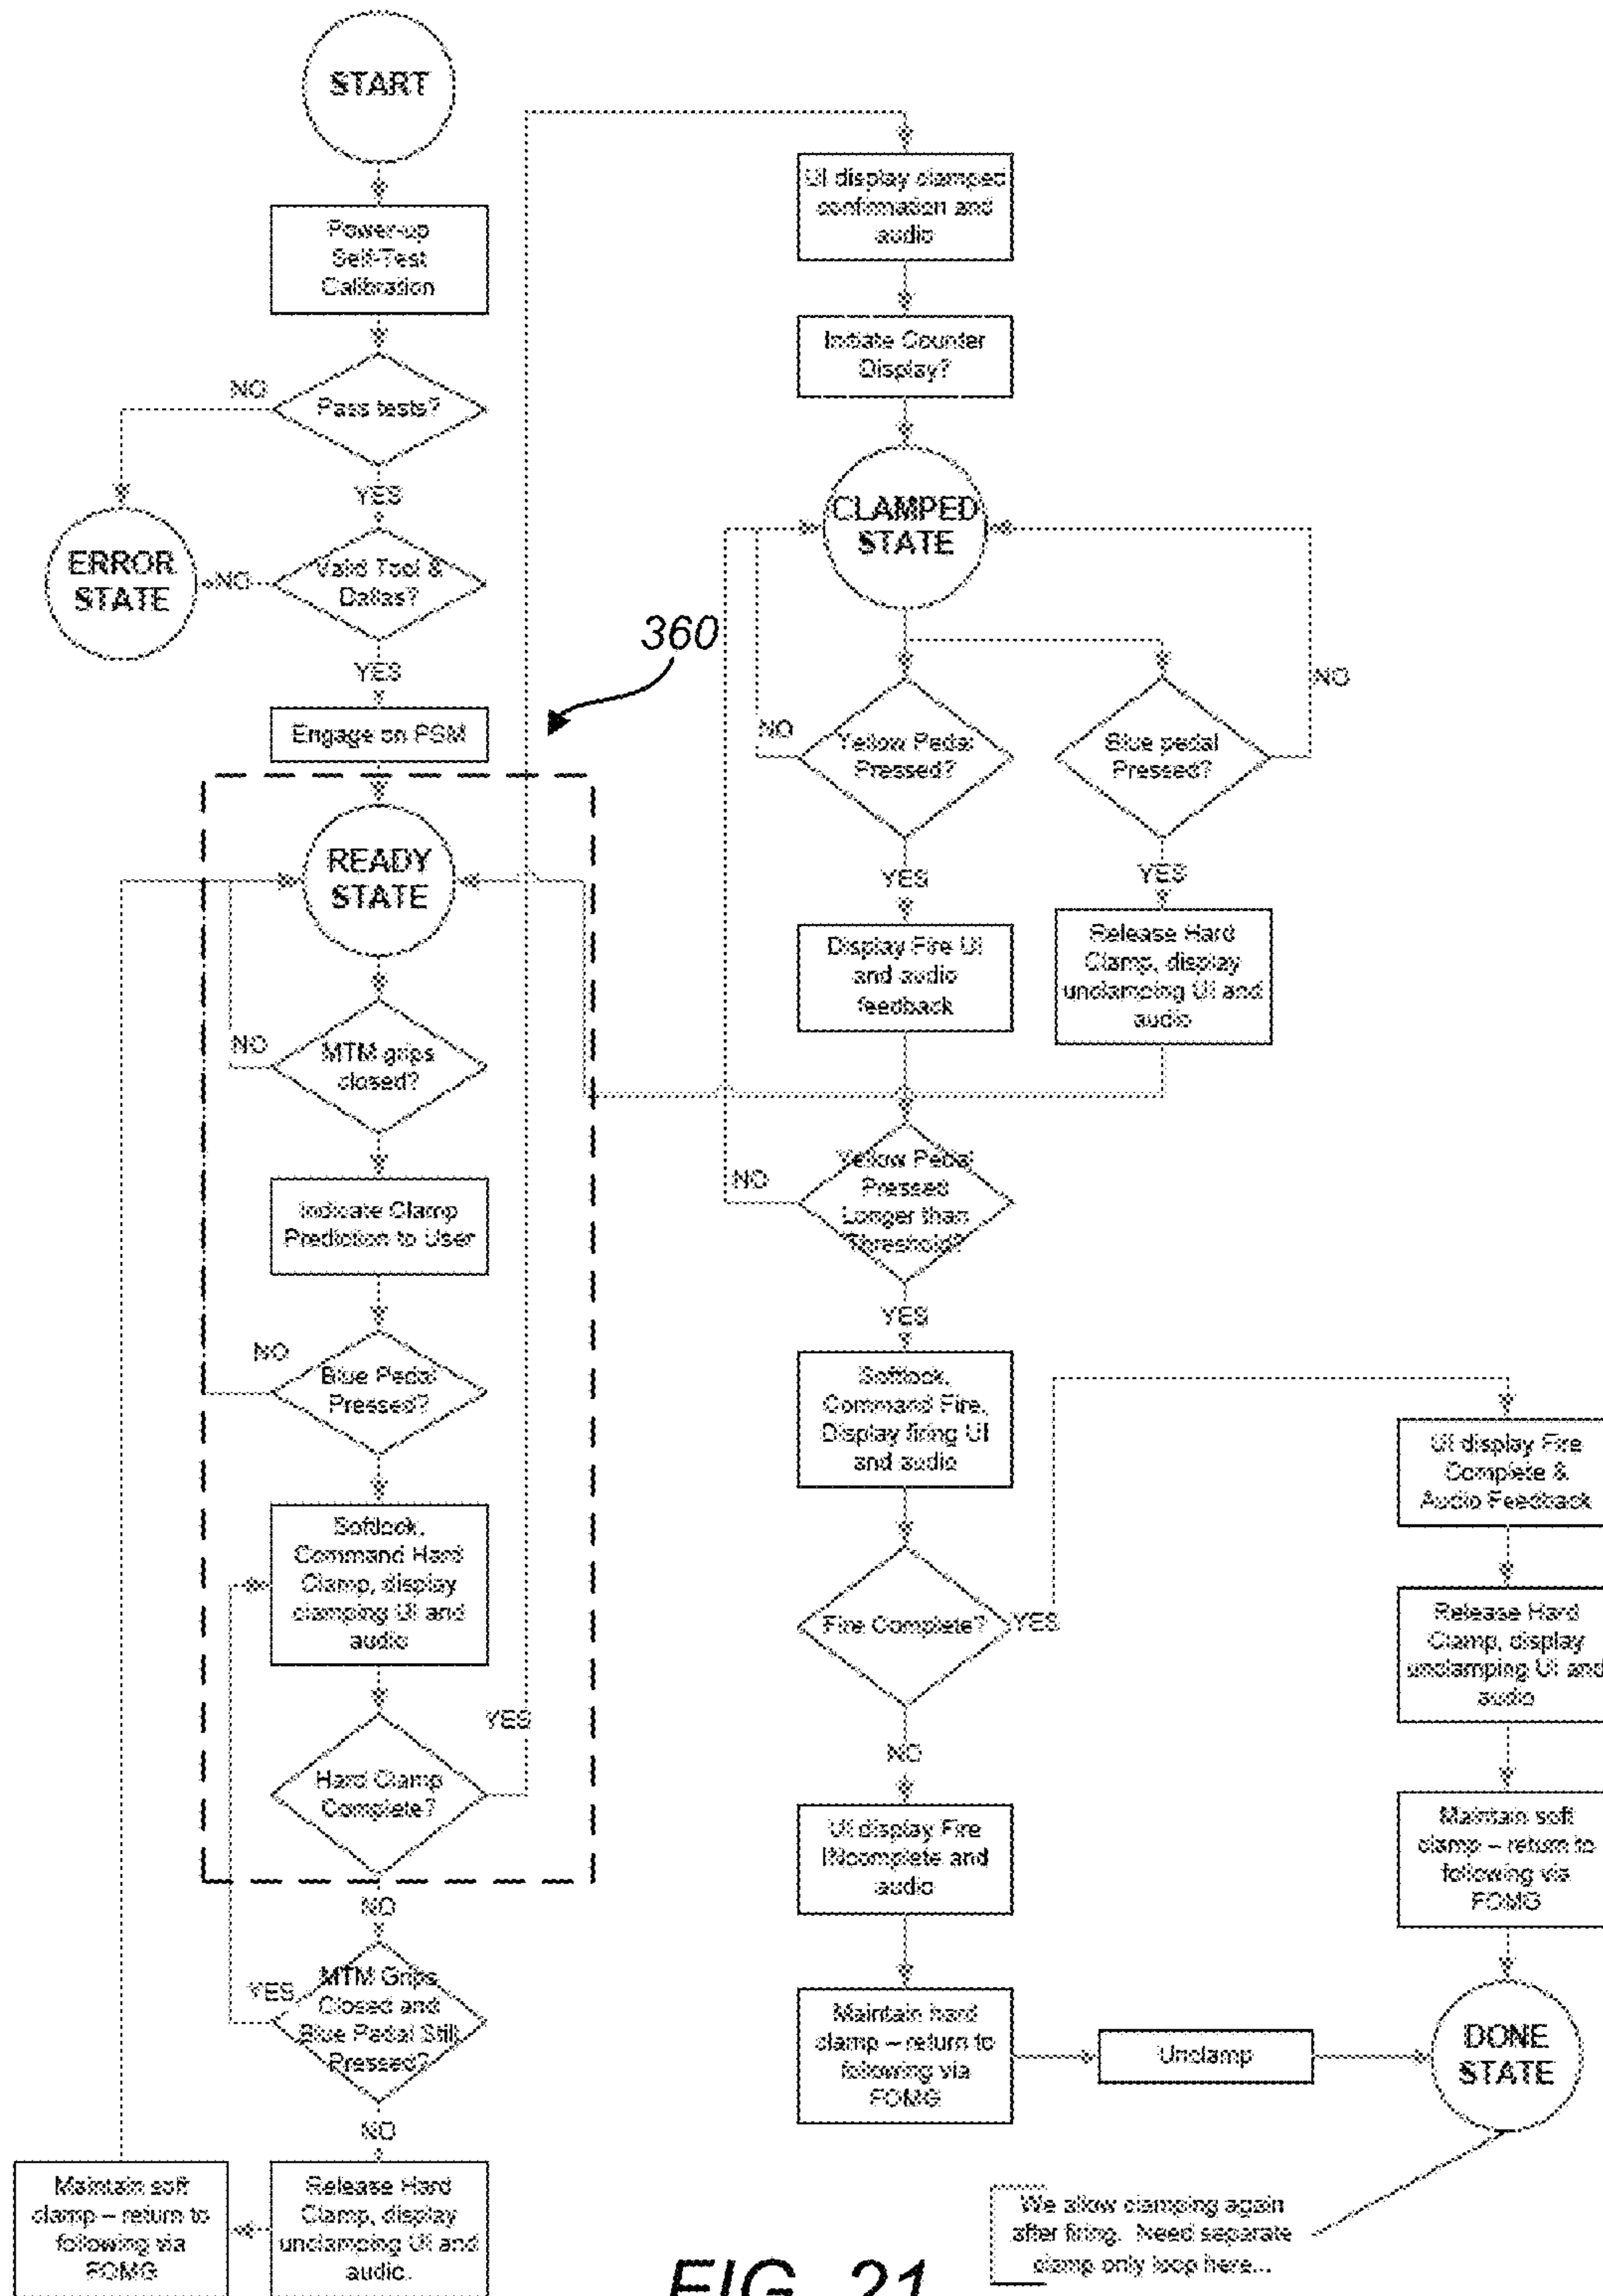 START
Power-up
Self-Test
Calibration
Pass tests?
NO
YES
ERROR
STATE
NO
Valid Tool &
Dallas?
YES
Engage on PSM
360
READY
STATE
MTM grips
closed?
NO
Indicate Clamp
Prediction to User
NO
Blue Pedal
Pressed?
Softlock,
Command Hard
Clamp, display
clamping UI and
audio
YES
Hard Clamp
Complete?
NO
MTM Grips
Closed and
Blue Pedal Still
Pressed?
YES
NO
Maintain soft
clamp – return to
following via
FOMG
Release Hard
Clamp, display
unclamping UI and
audio.
UI display clamped
confirmation and
audio
Initiate Counter
Display?
CLAMPED
STATE
NO
Yellow Pedal
Pressed?
Blue pedal
Pressed?
NO
YES
YES
Display Fire UI
and audio
feedback
Release Hard
Clamp, display
unclamping UI and
audio
NO
Yellow Pedal
Pressed
Longer than
Threshold?
YES
Softlock,
Command Fire,
Display firing UI
and audio
Fire Complete?
YES
NO
UI display Fire
INcomplete and
audio
Maintain hard
clamp – return to
following via
FOMG
Unclamp
UI display Fire
Complete &
Audio Feedback
Release Hard
Clamp, display
unclamping UI and
audio
Maintain soft
clamp – return to
following via
FOMG
DONE
STATE
We allow clamping again
after firing. Need separate
clamp only loop here...
FIG. 21